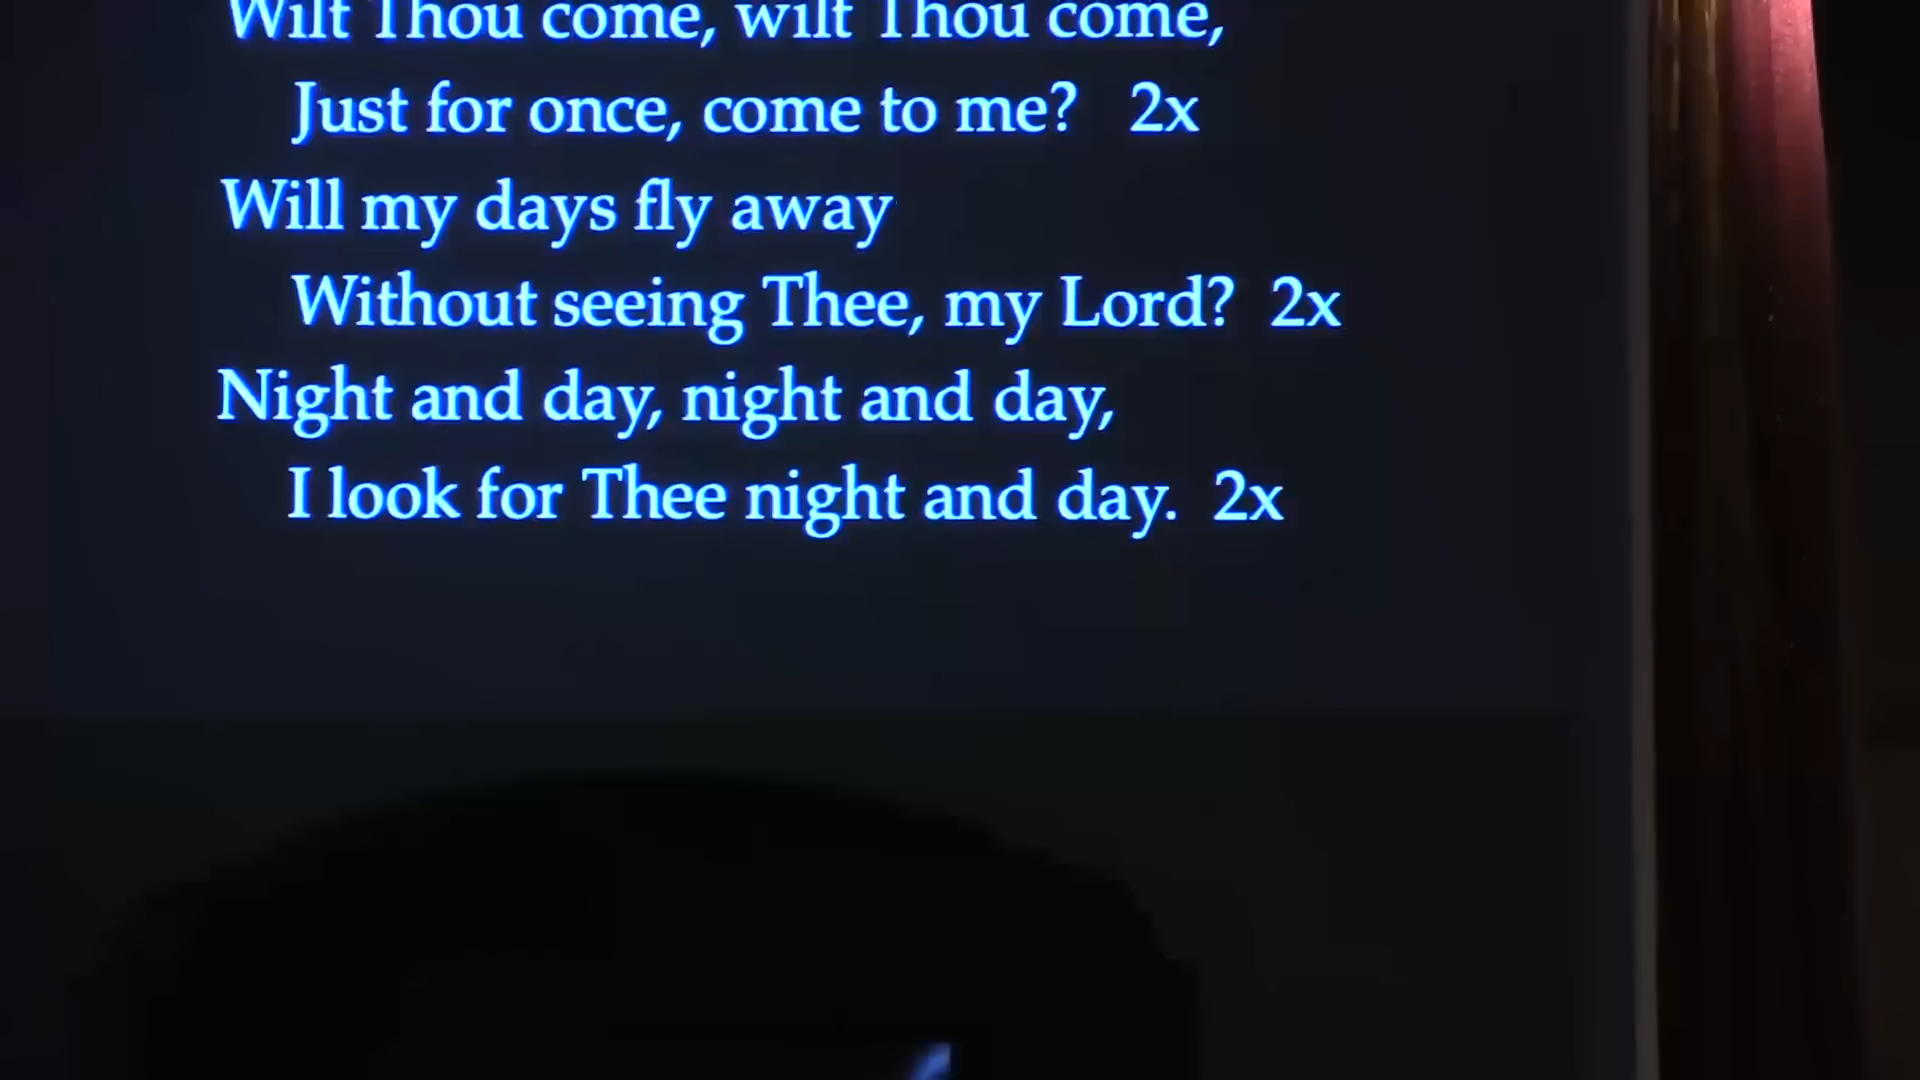 Wilt Thou come, wilt Thou come,
Just for once, come to me? 2x
Will my days fly away
Without seeing Thee, my Lord? 2x
Night and day, night and day,
I look for Thee night and day. 2x